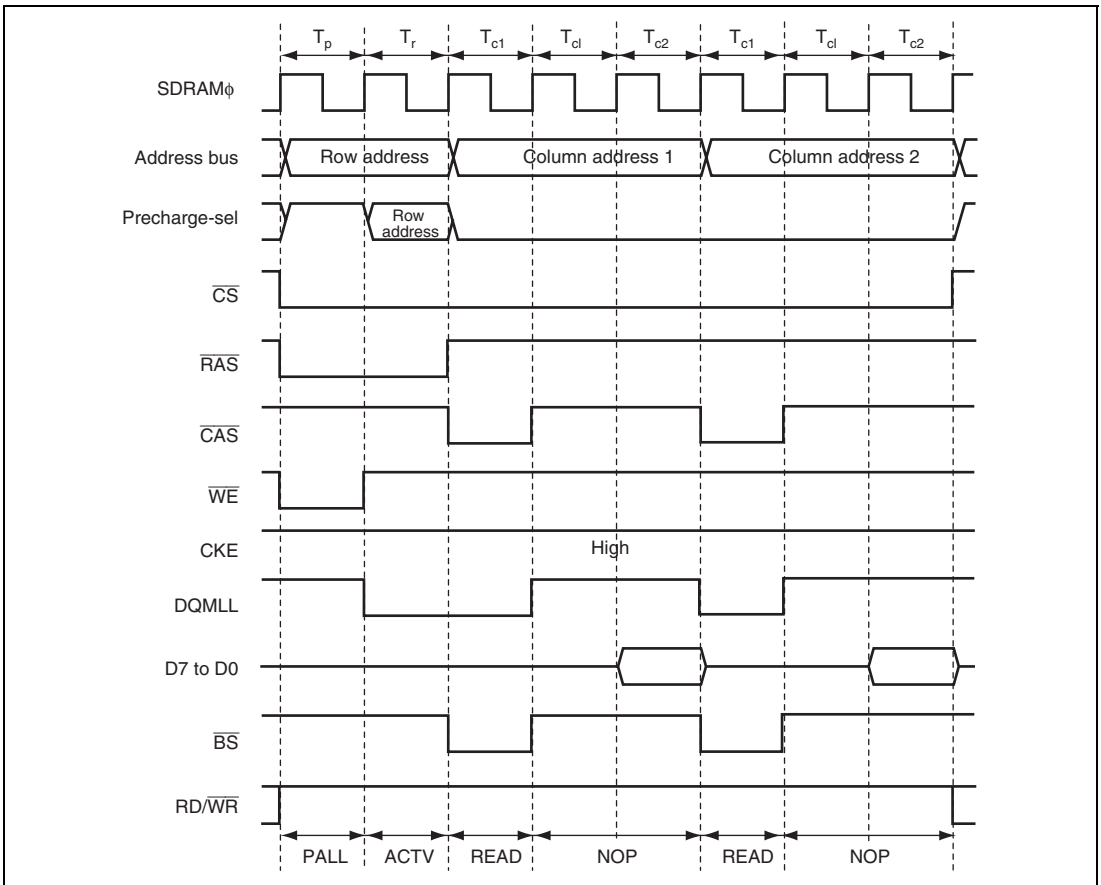 Tp Tr Tc1 Tcl Tc2 Tc1 Tcl Tc2
SDRAMφ
Address bus Row address Column address 1 Column address 2
Precharge-sel Row address
CS
RAS
CAS
WE
CKE High
DQMLL
D7 to D0
BS
RD/WR
PALL ACTV READ NOP READ NOP